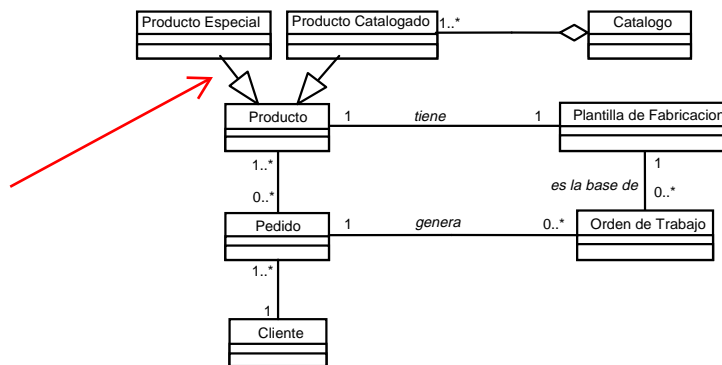 Producto Especial
Producto Catalogado
1..*
Catalogo
Producto
1
tiene
1
Plantilla de Fabricacion
1..*
1
es la base de
0..*
0..*
Pedido
1
genera
0..*
Orden de Trabajo
1..*
1
Cliente